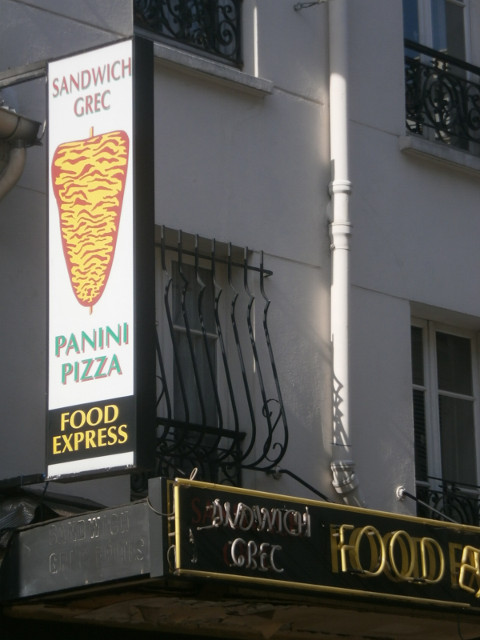 SANDWICH
GREC
PANINI
PIZZA
FOOD
EXPRESS
SANDWICH
GREC
FOOD